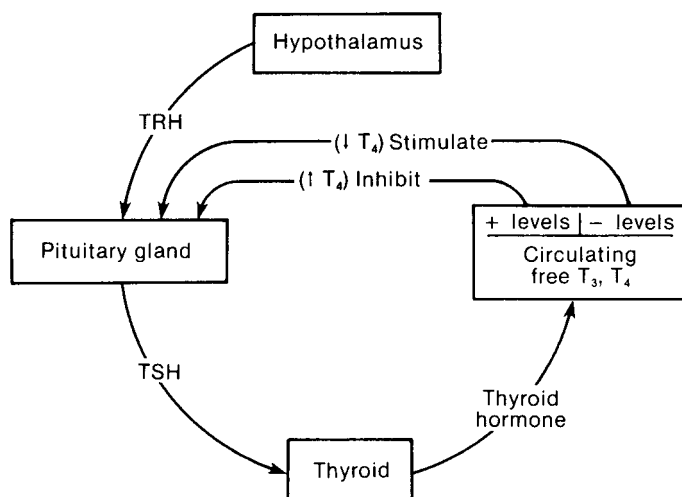 Hypothalamus
TRH
(↓ T₄) Stimulate
(↑ T₄) Inhibit
+ levels | - levels
Circulating
free T₃, T₄
Pituitary gland
TSH
Thyroid
hormone
Thyroid